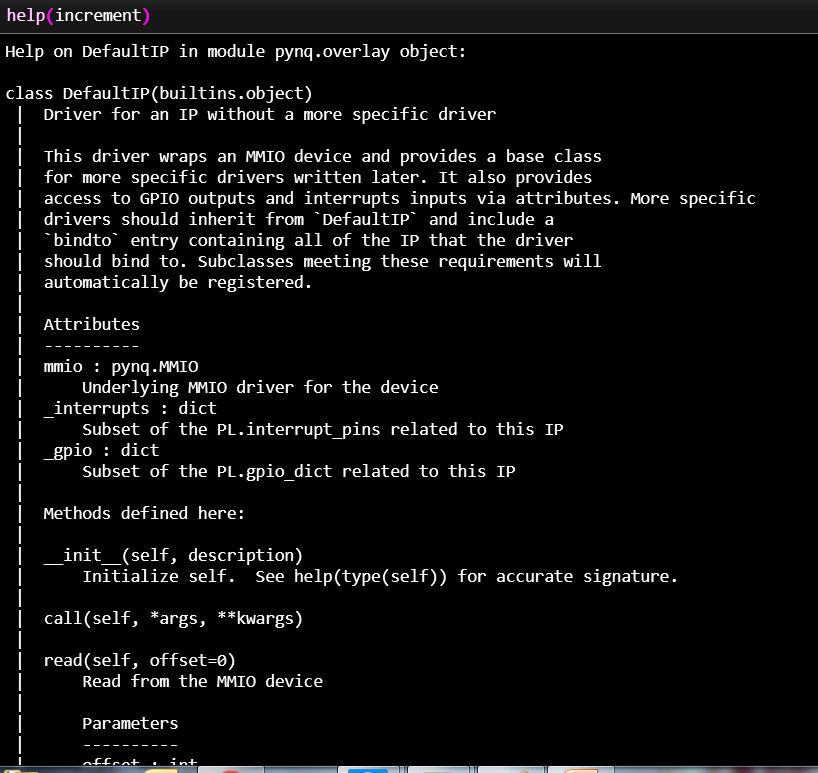 help(increment)
Help on DefaultIP in module pynq.overlay object:
class DefaultIP(builtins.object)
 |  Driver for an IP without a more specific driver
 |
 |  This driver wraps an MMIO device and provides a base class
 |  for more specific drivers written later. It also provides
 |  access to GPIO outputs and interrupts inputs via attributes. More specific
 |  drivers should inherit from `DefaultIP` and include a
 |  `bindto` entry containing all of the IP that the driver
 |  should bind to. Subclasses meeting these requirements will
 |  automatically be registered.
 |
 |  Attributes
 |  ----------
 |  mmio : pynq.MMIO
 |      Underlying MMIO driver for the device
 |  _interrupts : dict
 |      Subset of the PL.interrupt_pins related to this IP
 |  _gpio : dict
 |      Subset of the PL.gpio_dict related to this IP
 |
 |  Methods defined here:
 |
 |  __init__(self, description)
 |      Initialize self.  See help(type(self)) for accurate signature.
 |
 |  call(self, *args, **kwargs)
 |
 |  read(self, offset=0)
 |      Read from the MMIO device
 |
 |      Parameters
 |      ----------
 |      offset : int